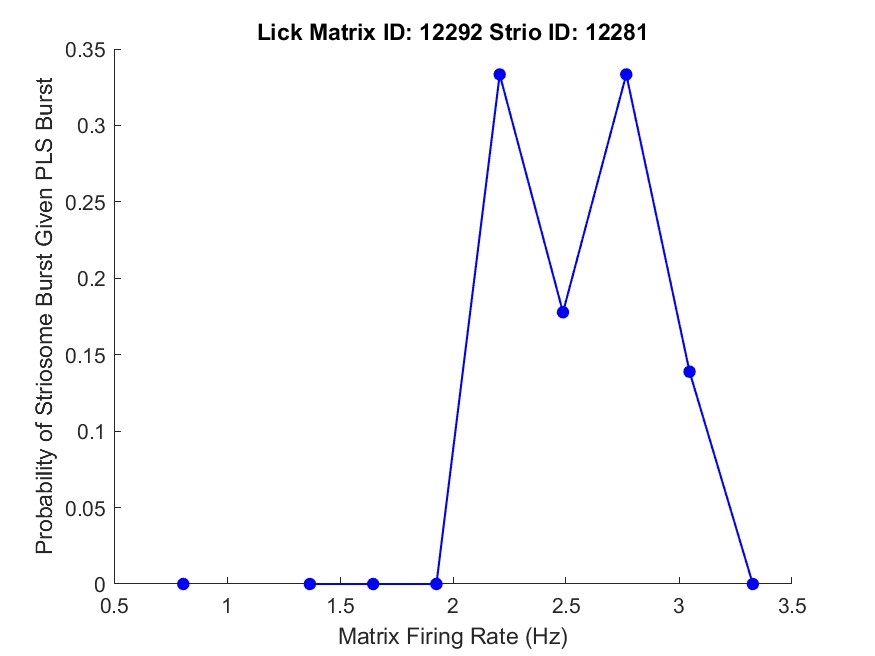 Lick Matrix ID: 12292 Strio ID: 12281
Probability of Striosome Burst Given PLS Burst
0.35
0.3
0.25
0.2
0.15
0.1
0.05
0
0.5 1 1.5 2 2.5 3 3.5
Matrix Firing Rate (Hz)